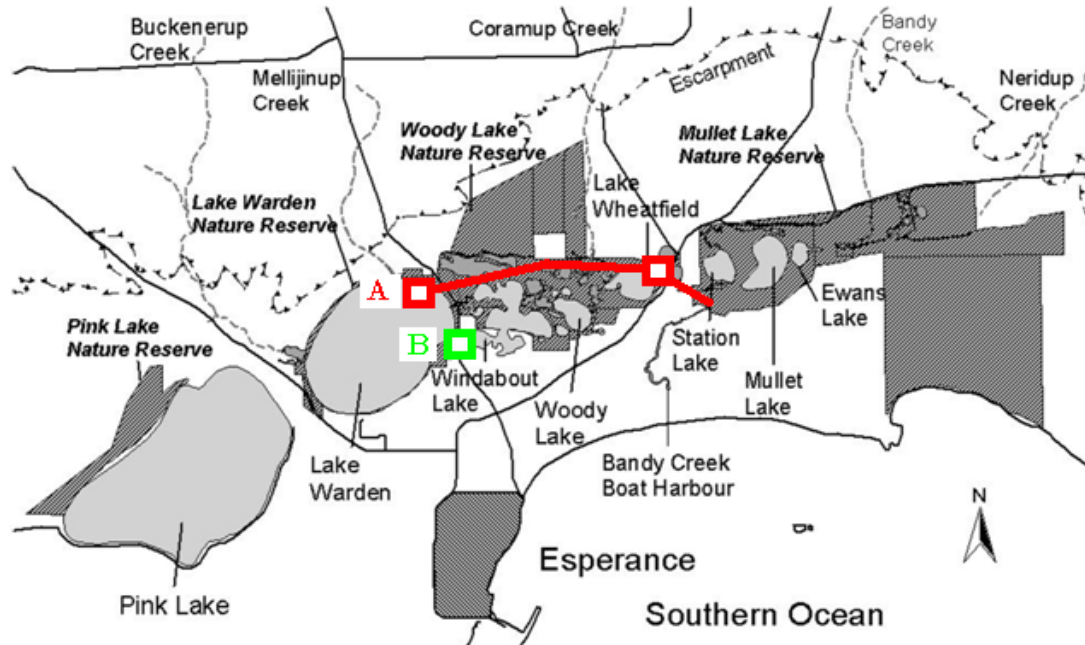 Buckenerup
Creek
Coramup Creek
Bandy
Creek
Mellijinup
Creek
Escarpment
Neridup
Creek
Woody Lake
Nature Reserve
Mullet Lake
Nature Reserve
Lake
Wheatfield
Lake Warden
Nature Reserve
A
B
Pink Lake
Nature Reserve
Ewans
Lake
Station
Lake
Windabout
Lake
Mullet
Lake
Woody
Lake
Lake
Warden
Bandy Creek
Boat Harbour
N
Esperance
Pink Lake
Southern Ocean